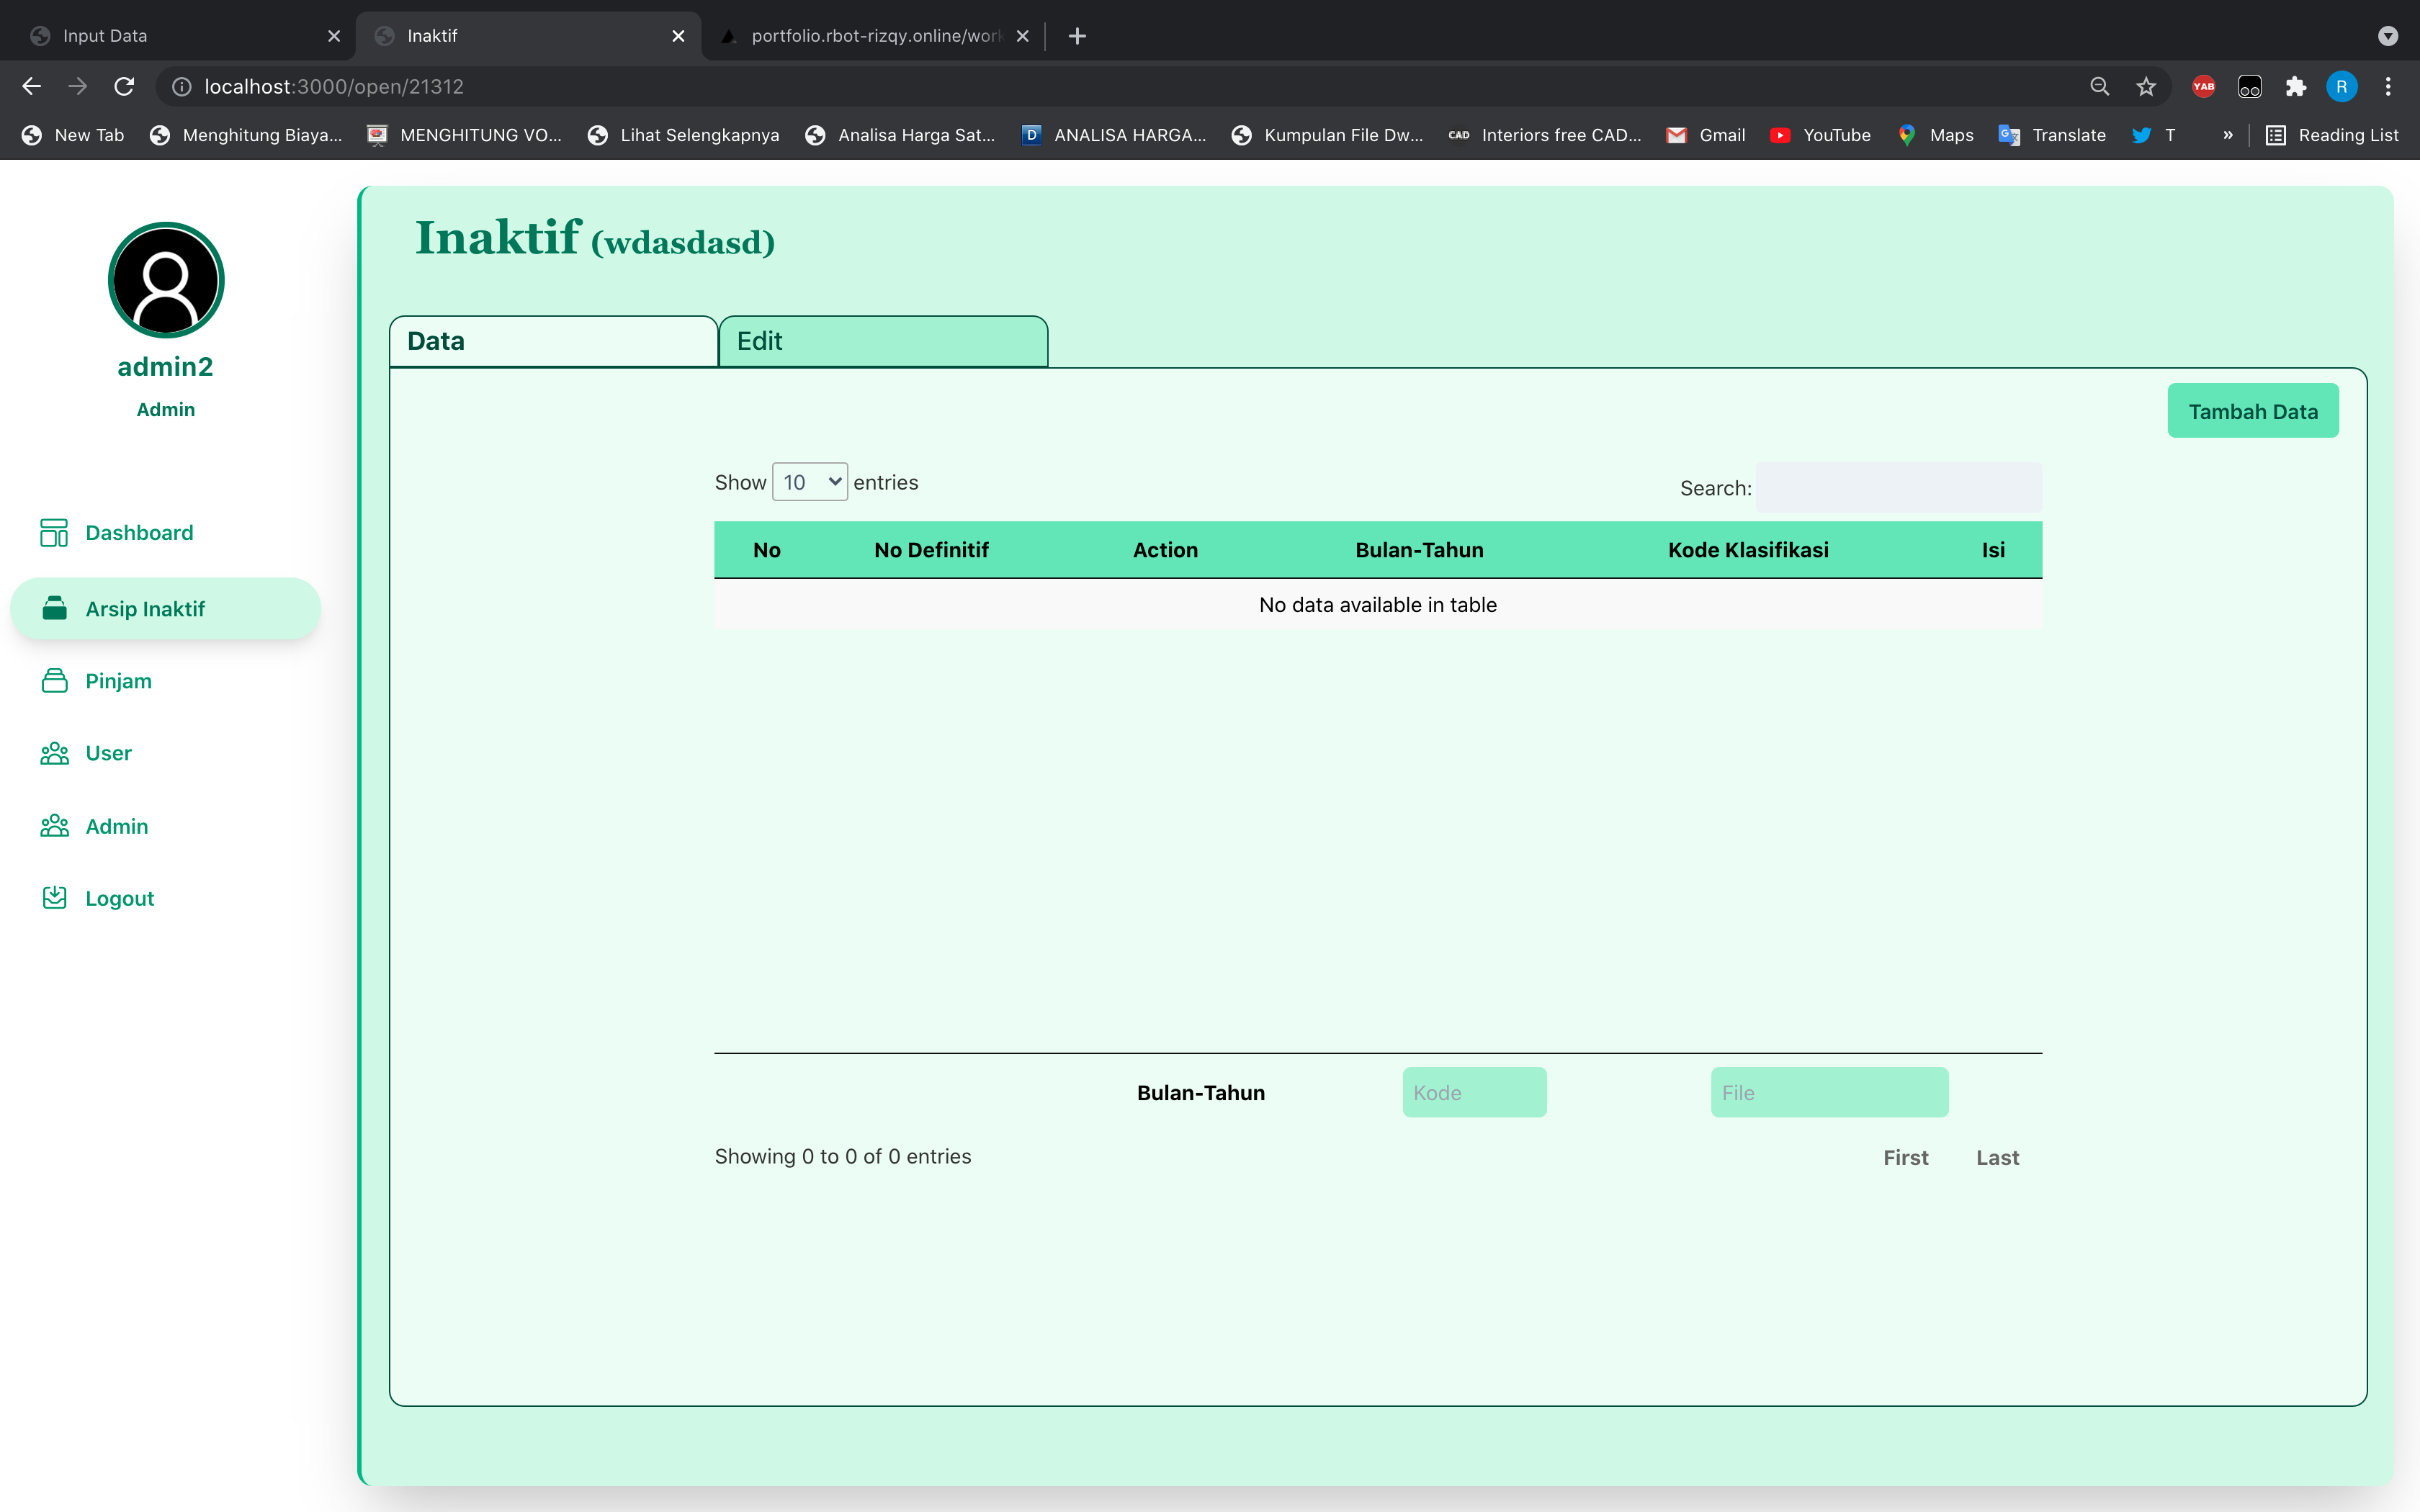 Input Data
Inaktif
portfolio.rbot-rizqy.online/work
localhost:3000/open/21312
YAB
R
New Tab
Menghitung Biaya...
MENGHITUNG VO...
Lihat Selengkapnya
Analisa Harga Sat...
D
ANALISA HARGA...
Kumpulan File Dw...
CAD
Interiors free CAD...
Gmail
YouTube
Maps
Translate
T
»
Reading List
admin2
Admin
Dashboard
Arsip Inaktif
Pinjam
User
Admin
Logout
Inaktif (wdasdasd)
Data
Edit
Tambah Data
Show 10 entries
Search:
No No Definitif Action Bulan-Tahun Kode Klasifikasi Isi
No data available in table
Bulan-Tahun Kode File
Showing 0 to 0 of 0 entries
First Last